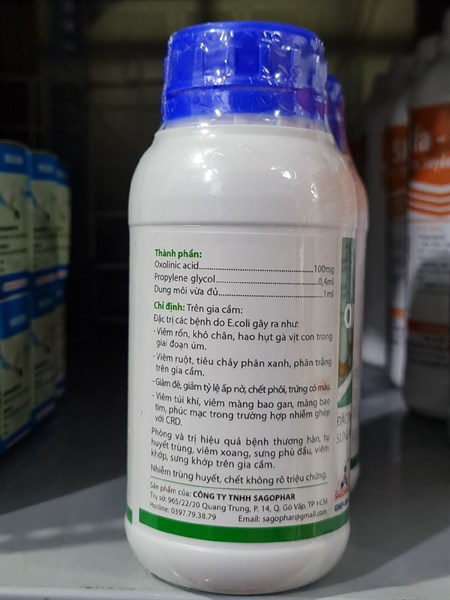 Thành phần:
Oxolinic acid..............................100mg
Propylene glycol..............................0,4ml
Dung môi vừa đủ..............................1ml
Chỉ định: Trên gia cầm:
Đặc trị các bệnh do E.coli gây ra như:
- Viêm rốn, khô chân, hao hụt gà vịt con trong
giai đoạn úm.
- Viêm ruột, tiêu chảy phân xanh, phân trắng
trên gia cầm.
- Giảm đẻ, giảm tỷ lệ ấp nở, chết phôi, trứng có máu.
- Viêm túi khí, viêm màng bao gan, màng bao
tim, phúc mạc trong trường hợp nhiễm ghép
với CRD.
Phòng và trị hiệu quả bệnh thương hàn, tụ
huyết trùng, viêm xoang, sưng phù đầu, viêm
khớp, sưng khớp trên gia cầm.
Nhiễm trùng huyết, chết không rõ triệu chứng.
Sản phẩm của: CÔNG TY TNHH SAGOPHAR
Trụ sở: 965/22/20 Quang Trung, P. 14, Q. Gò Vấp, TP HCM
Hotline: 0397.79.38.79 Email: sagophar@gmail.com